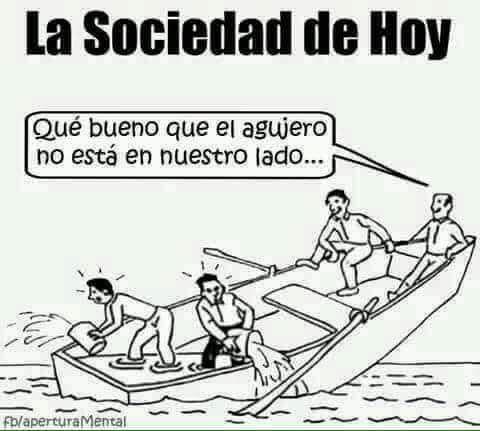 La Sociedad de Hoy
Qué bueno que el agujero
no está en nuestro lado...
fb/aperturaMental